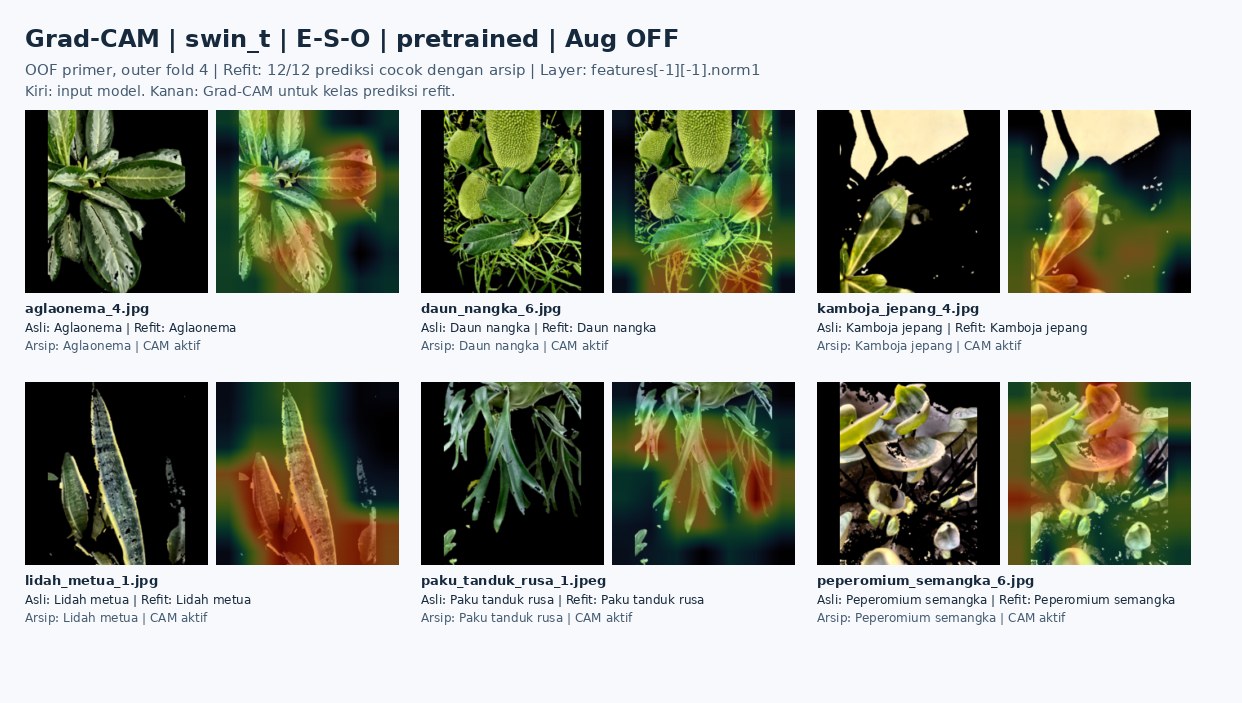 Grad-CAM | swin_t | E-S-O | pretrained | Aug OFF
OOF primer, outer fold 4 | Refit: 12/12 prediksi cocok dengan arsip | Layer: features[-1][-1].norm1
Kiri: input model. Kanan: Grad-CAM untuk kelas prediksi refit.
aglaonema_4.jpg
Asli: Aglaonema | Refit: Aglaonema
Arsip: Aglaonema | CAM aktif
daun_nangka_6.jpg
Asli: Daun nangka | Refit: Daun nangka
Arsip: Daun nangka | CAM aktif
kamboja_jepang_4.jpg
Asli: Kamboja jepang | Refit: Kamboja jepang
Arsip: Kamboja jepang | CAM aktif
lidah_metua_1.jpg
Asli: Lidah metua | Refit: Lidah metua
Arsip: Lidah metua | CAM aktif
paku_tanduk_rusa_1.jpeg
Asli: Paku tanduk rusa | Refit: Paku tanduk rusa
Arsip: Paku tanduk rusa | CAM aktif
peperomium_semangka_6.jpg
Asli: Peperomium semangka | Refit: Peperomium semangka
Arsip: Peperomium semangka | CAM aktif